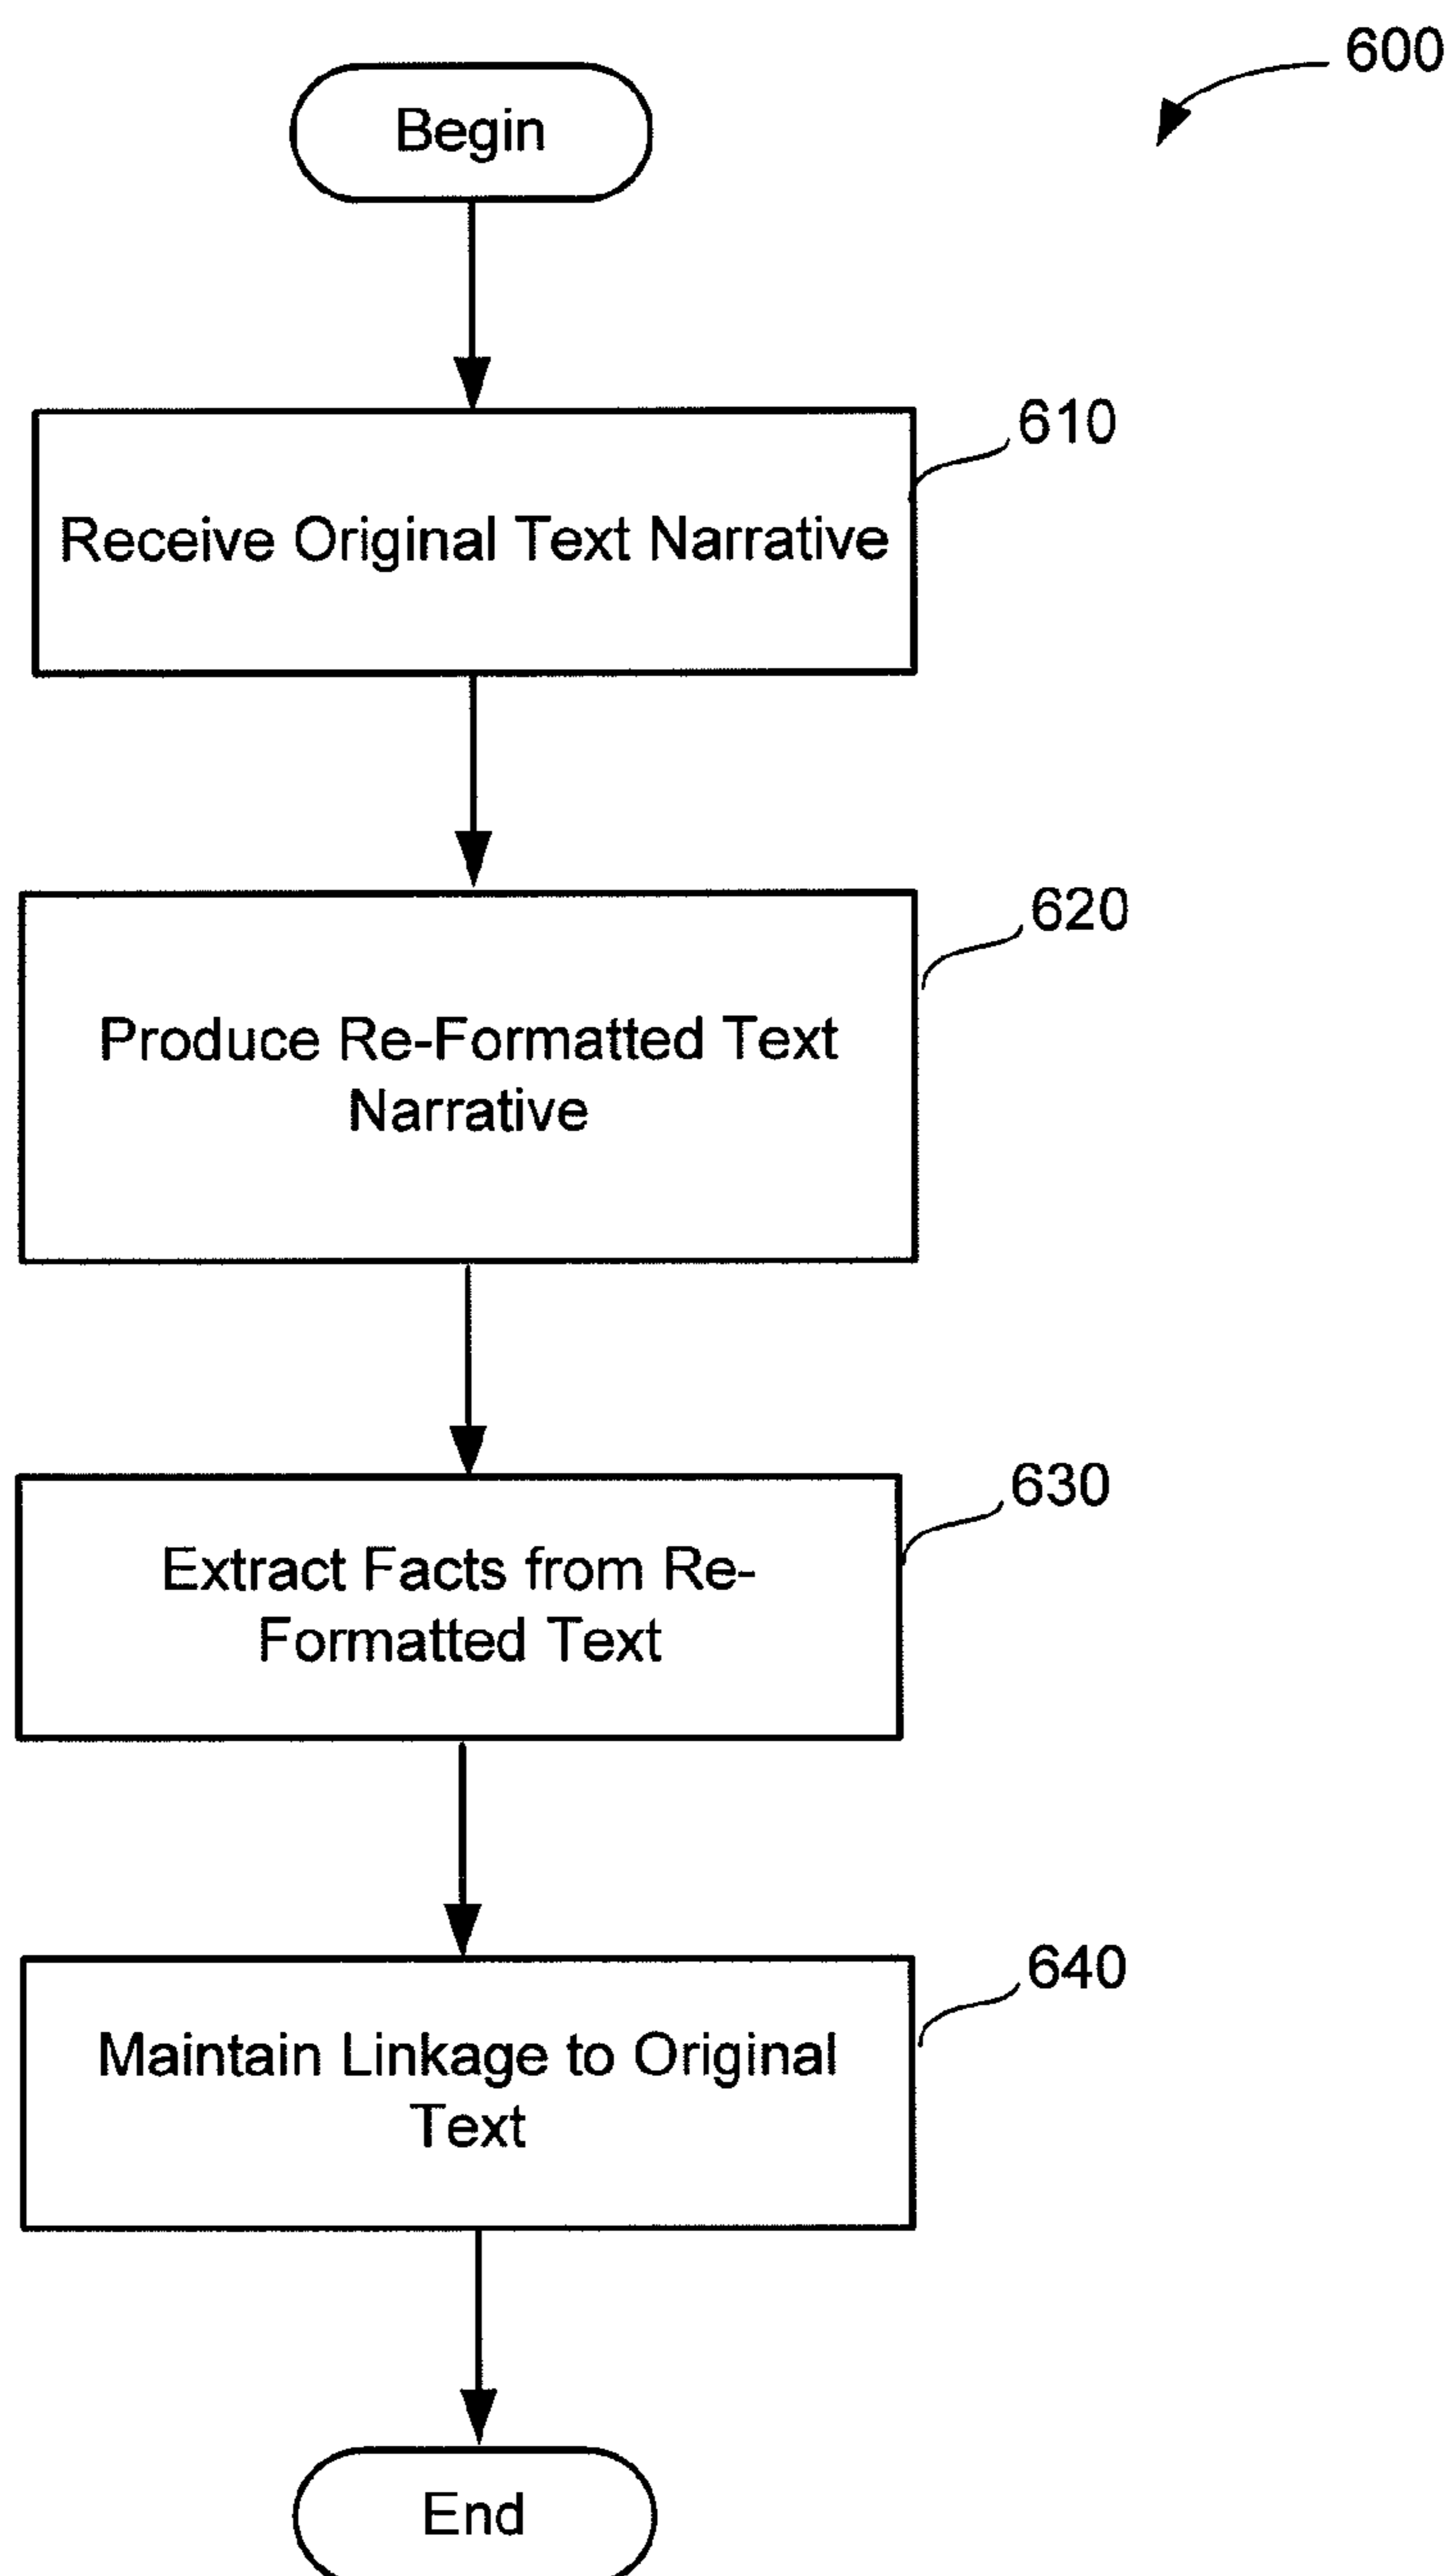 600
Begin
610
Receive Original Text Narrative
620
Produce Re-Formatted Text
Narrative
630
Extract Facts from Re-
Formatted Text
640
Maintain Linkage to Original
Text
End